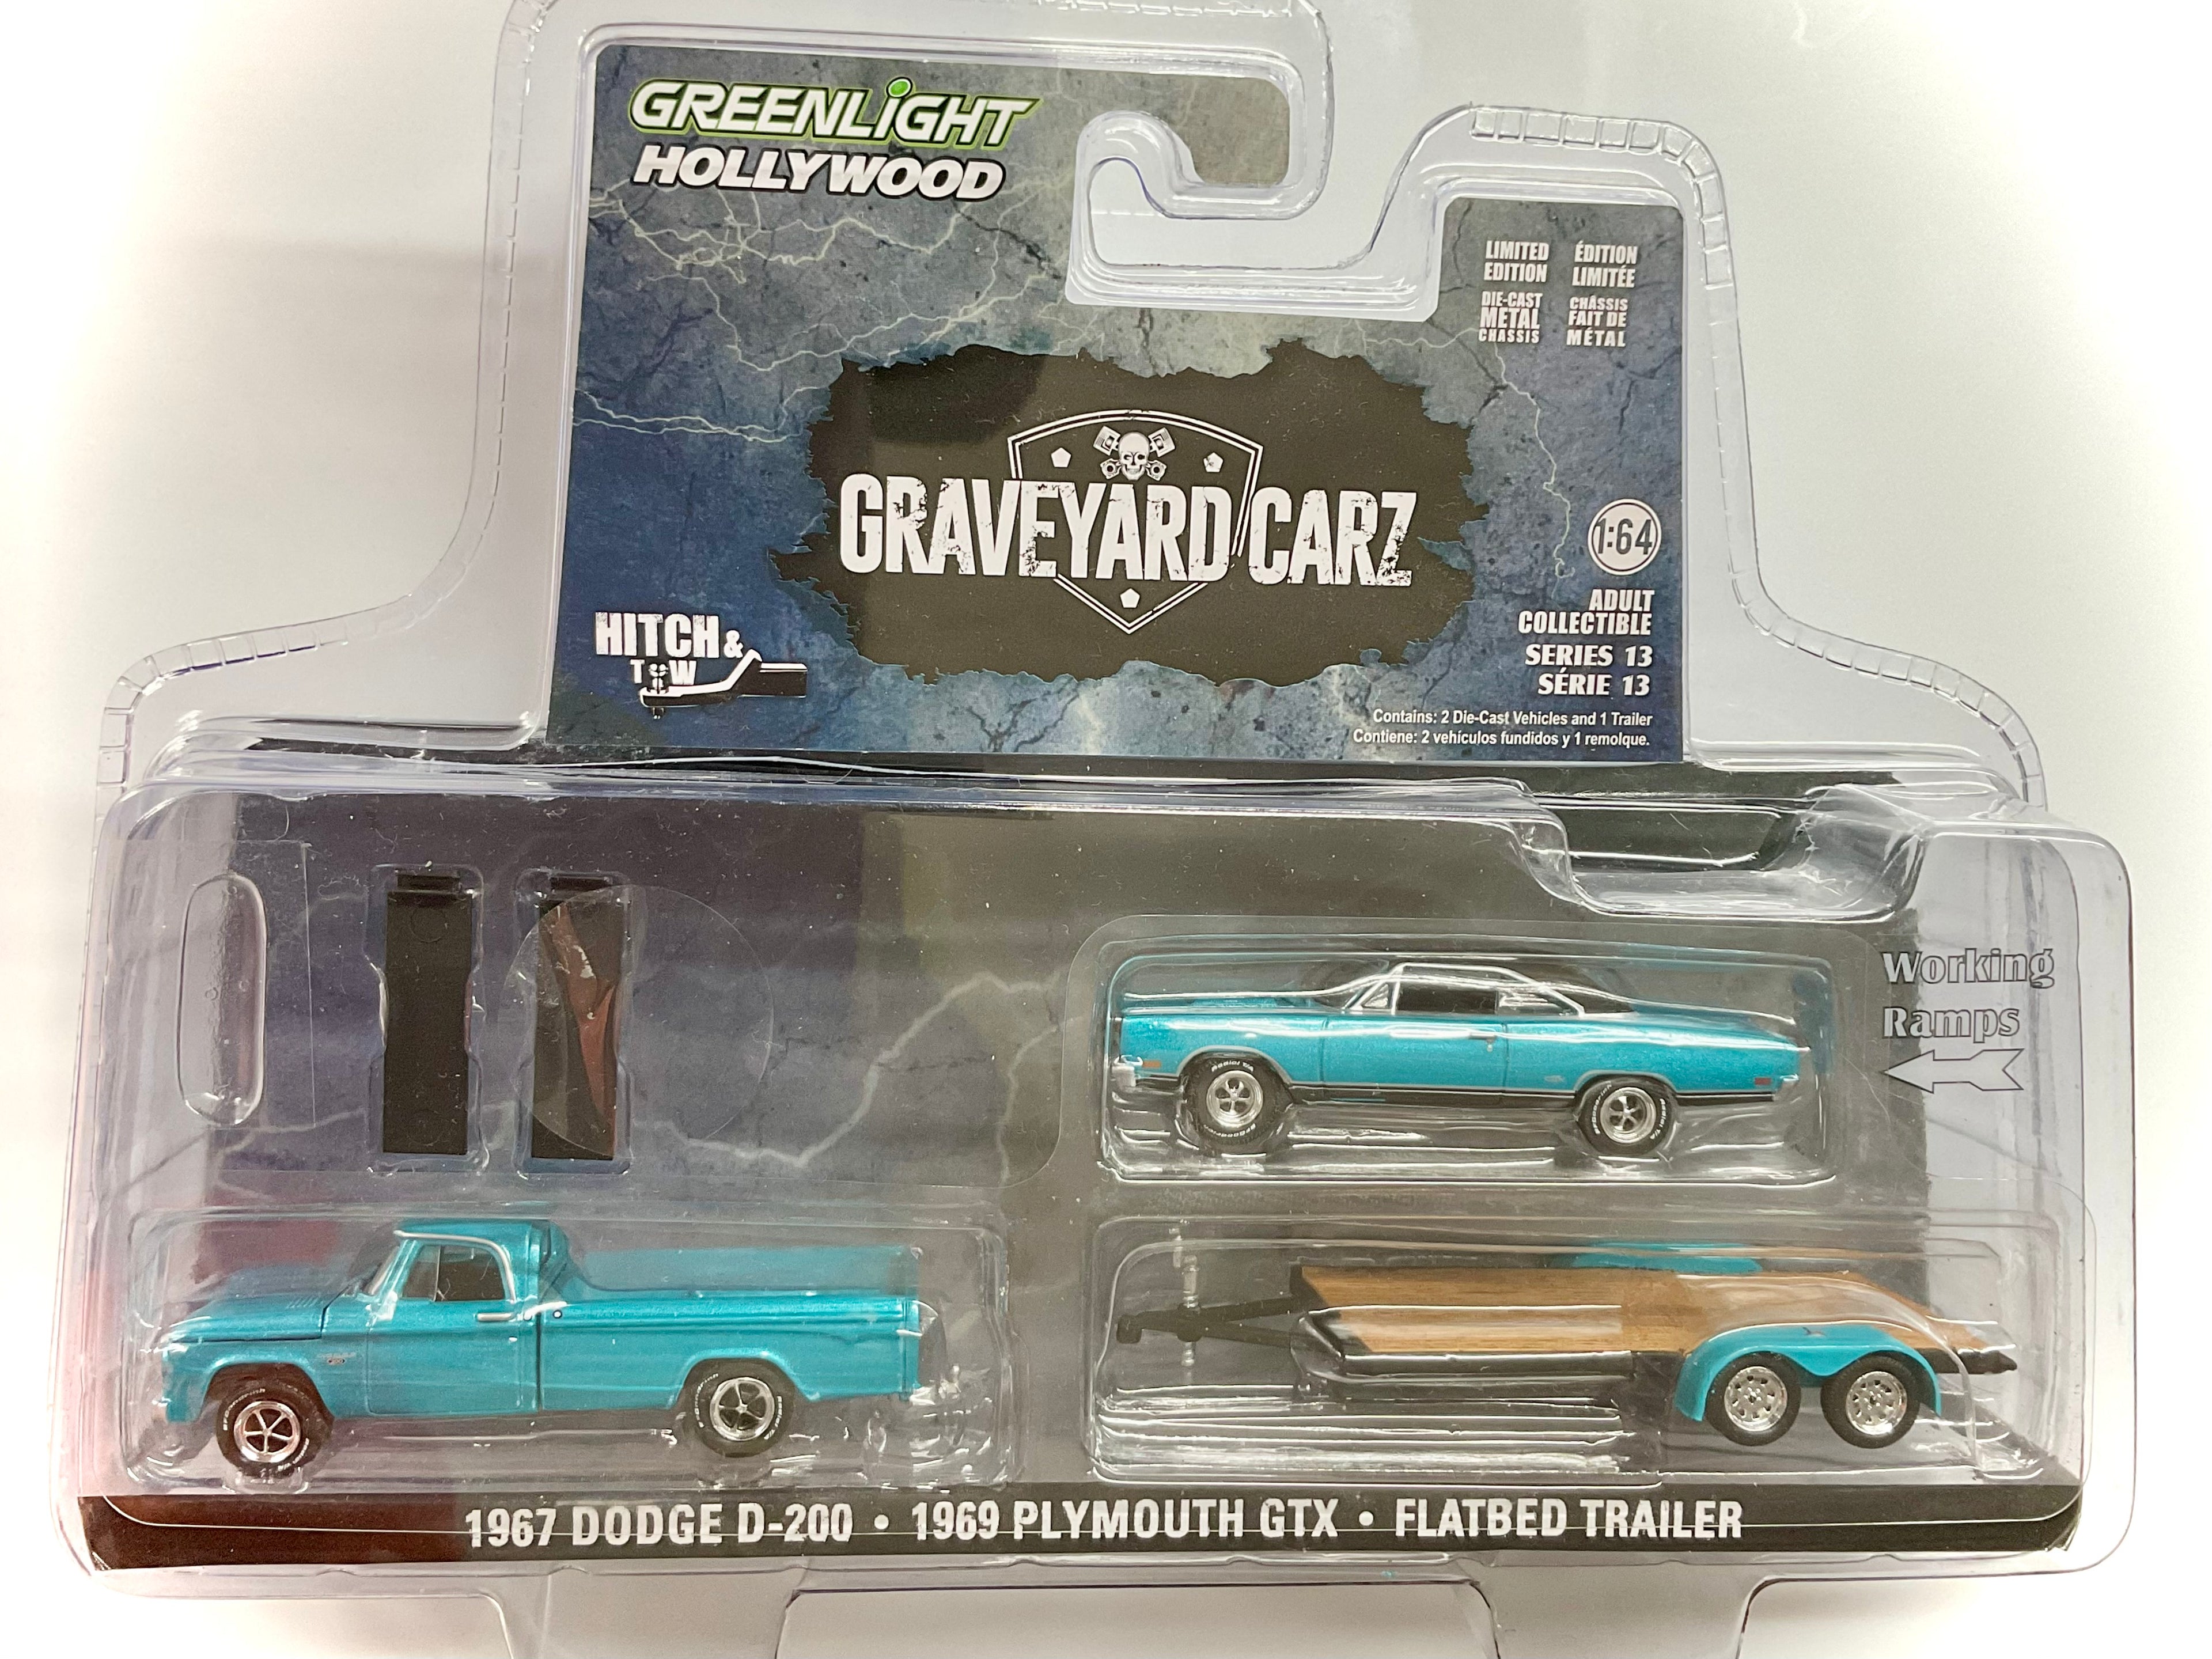 GREENLiGHT
HOLLYWOOD
LIMITED
EDITION
ÉDITION
LIMITÉE
DIE-CAST
METAL
CHASSIS
CHÂSSIS
FAIT DE
MÉTAL
GRAVEYARD CARZ
1:64
HITCH &
TOW
ADULT
COLLECTIBLE
SERIES 13
SÉRIE 13
Contains: 2 Die-Cast Vehicles and 1 Trailer
Contiene: 2 vehículos fundidos y 1 remolque.
Working
Ramps
1967 DODGE D-200 • 1969 PLYMOUTH GTX • FLATBED TRAILER